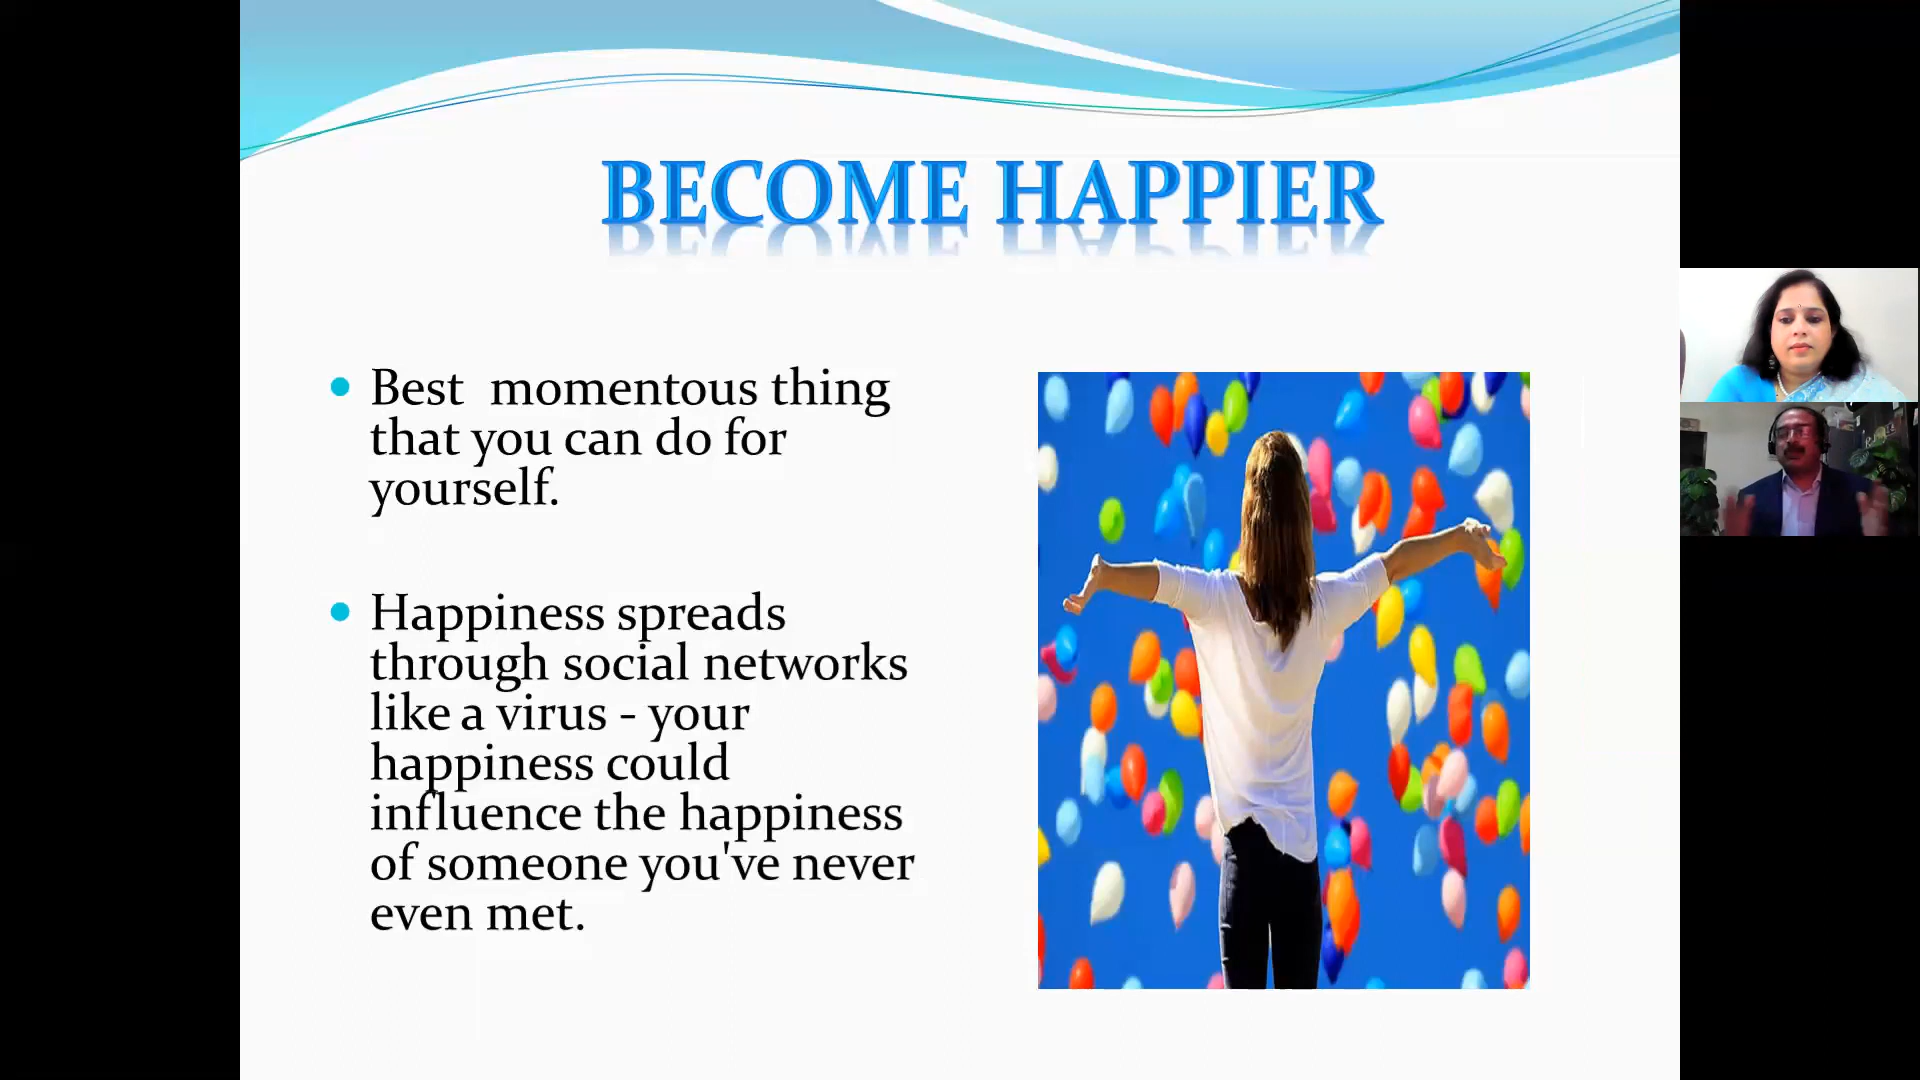 BECOME HAPPIER
Best momentous thing
that you can do for
yourself.
Happiness spreads
through social networks
like a virus - your
happiness could
influence the happiness
of someone you've never
even met.